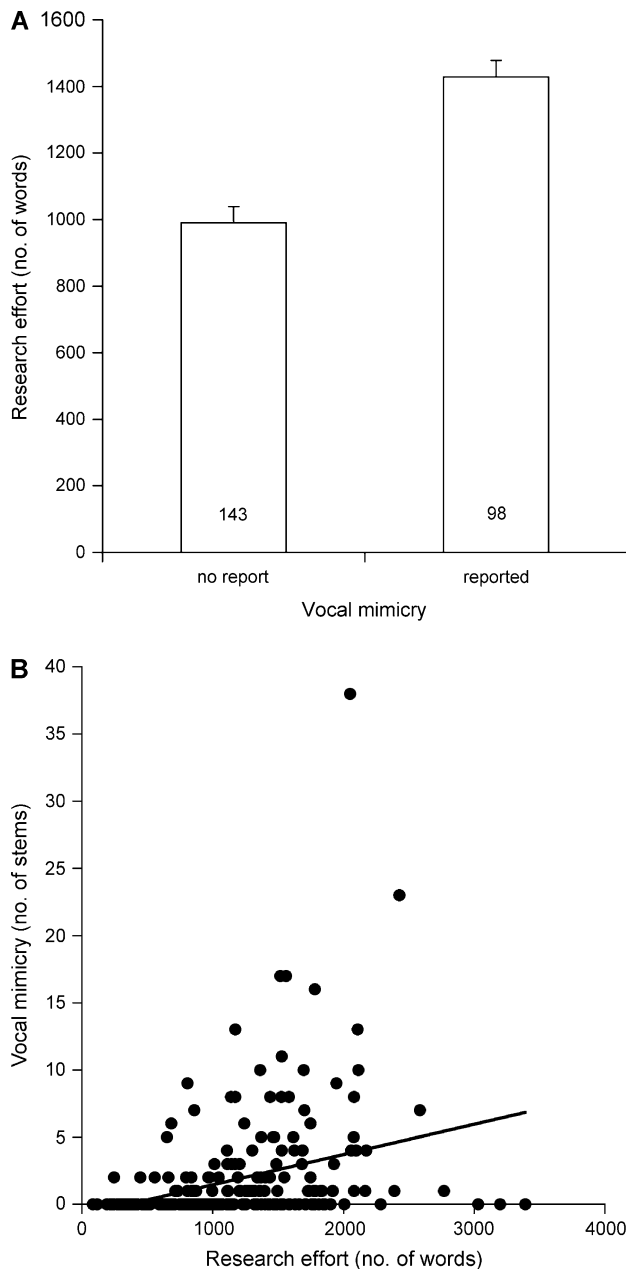 A
Research effort (no. of words)
1600
1400
1200
1000
800
600
400
200
0
143
98
no report
reported
Vocal mimicry
B
Vocal mimicry (no. of stems)
40
35
30
25
20
15
10
5
0
0 1000 2000 3000 4000
Research effort (no. of words)